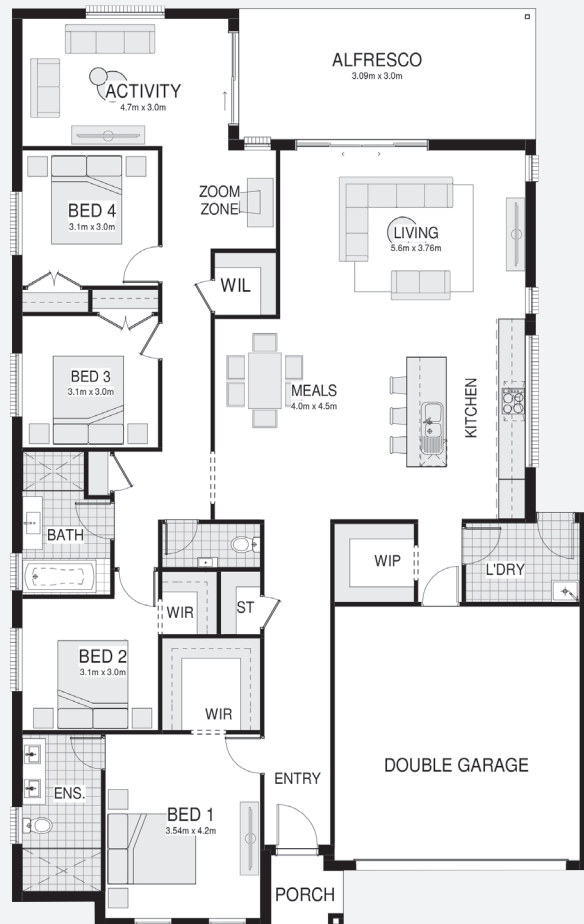 ALFRESCO
3.09m x 3.0m
ACTIVITY
4.7m x 3.0m
ZOOM
ZONE
BED 4
3.1m x 3.0m
LIVING
5.6m x 3.76m
WIL
BED 3
3.1m x 3.0m
MEALS
4.0m x 4.5m
KITCHEN
BATH
WIP
L'DRY
WIR
ST
BED 2
3.1m x 3.0m
WIR
ENS.
ENTRY
DOUBLE GARAGE
BED 1
3.54m x 4.2m
PORCH